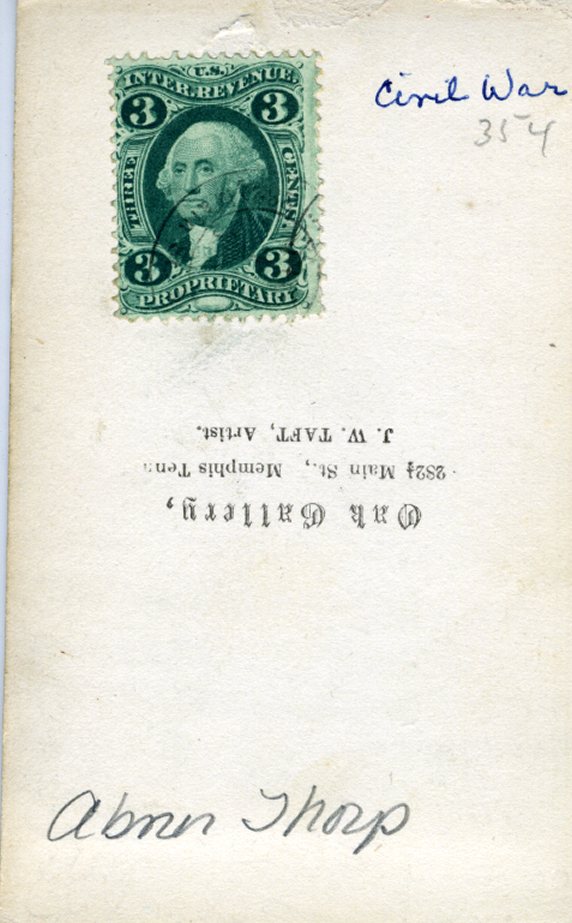 U.S.
INTER. REVENUE.
3 3
THREE
CENTS.
3 3
PROPRIETARY
Civil War
354
Oak Gallery,
282½ Main St., Memphis Tenn
J. W. TAFT, Artist.
Abner Thorp